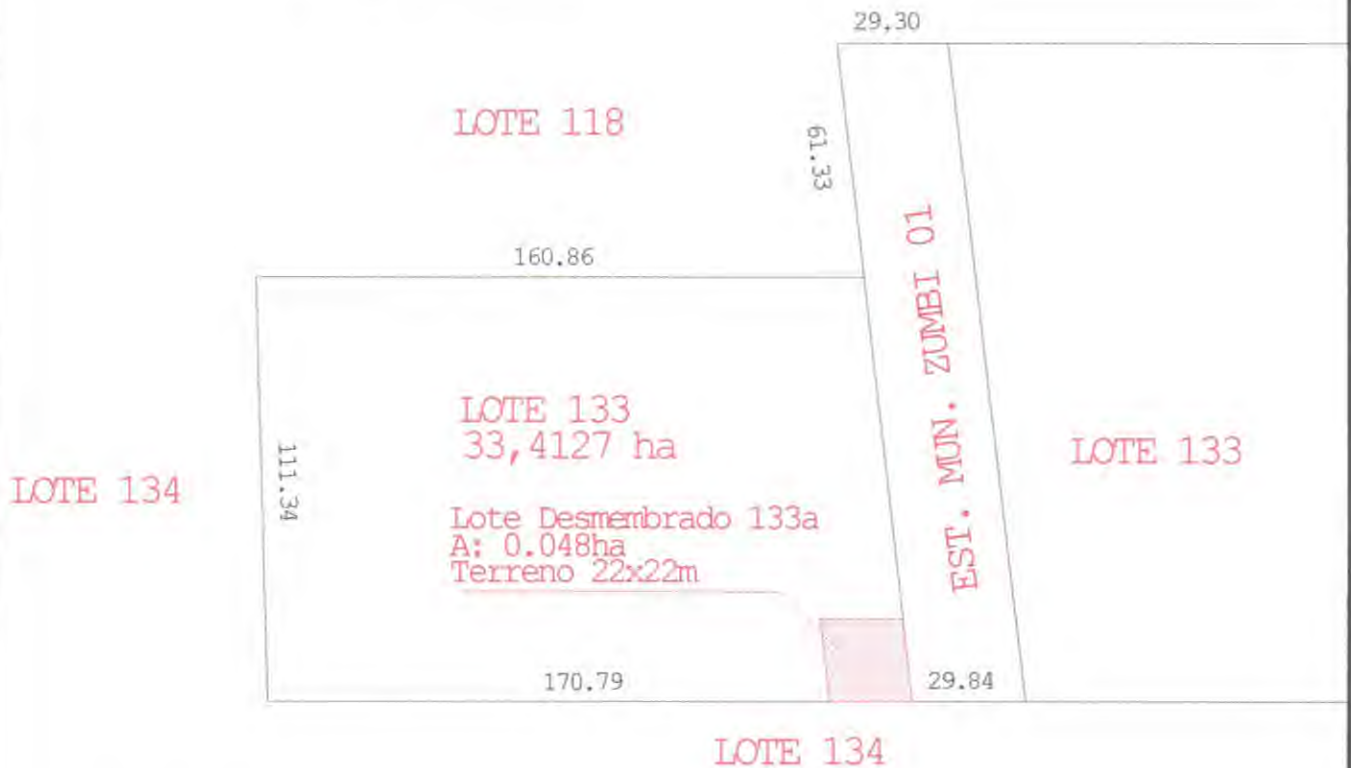 29,30
LOTE 118
61.33
160.86
EST. MUN. ZUMBI 01
LOTE 133
33,4127 ha
LOTE 133
111.34
LOTE 134
Lote Desmembrado 133a
A: 0.048ha
Terreno 22x22m
170.79
29.84
LOTE 134